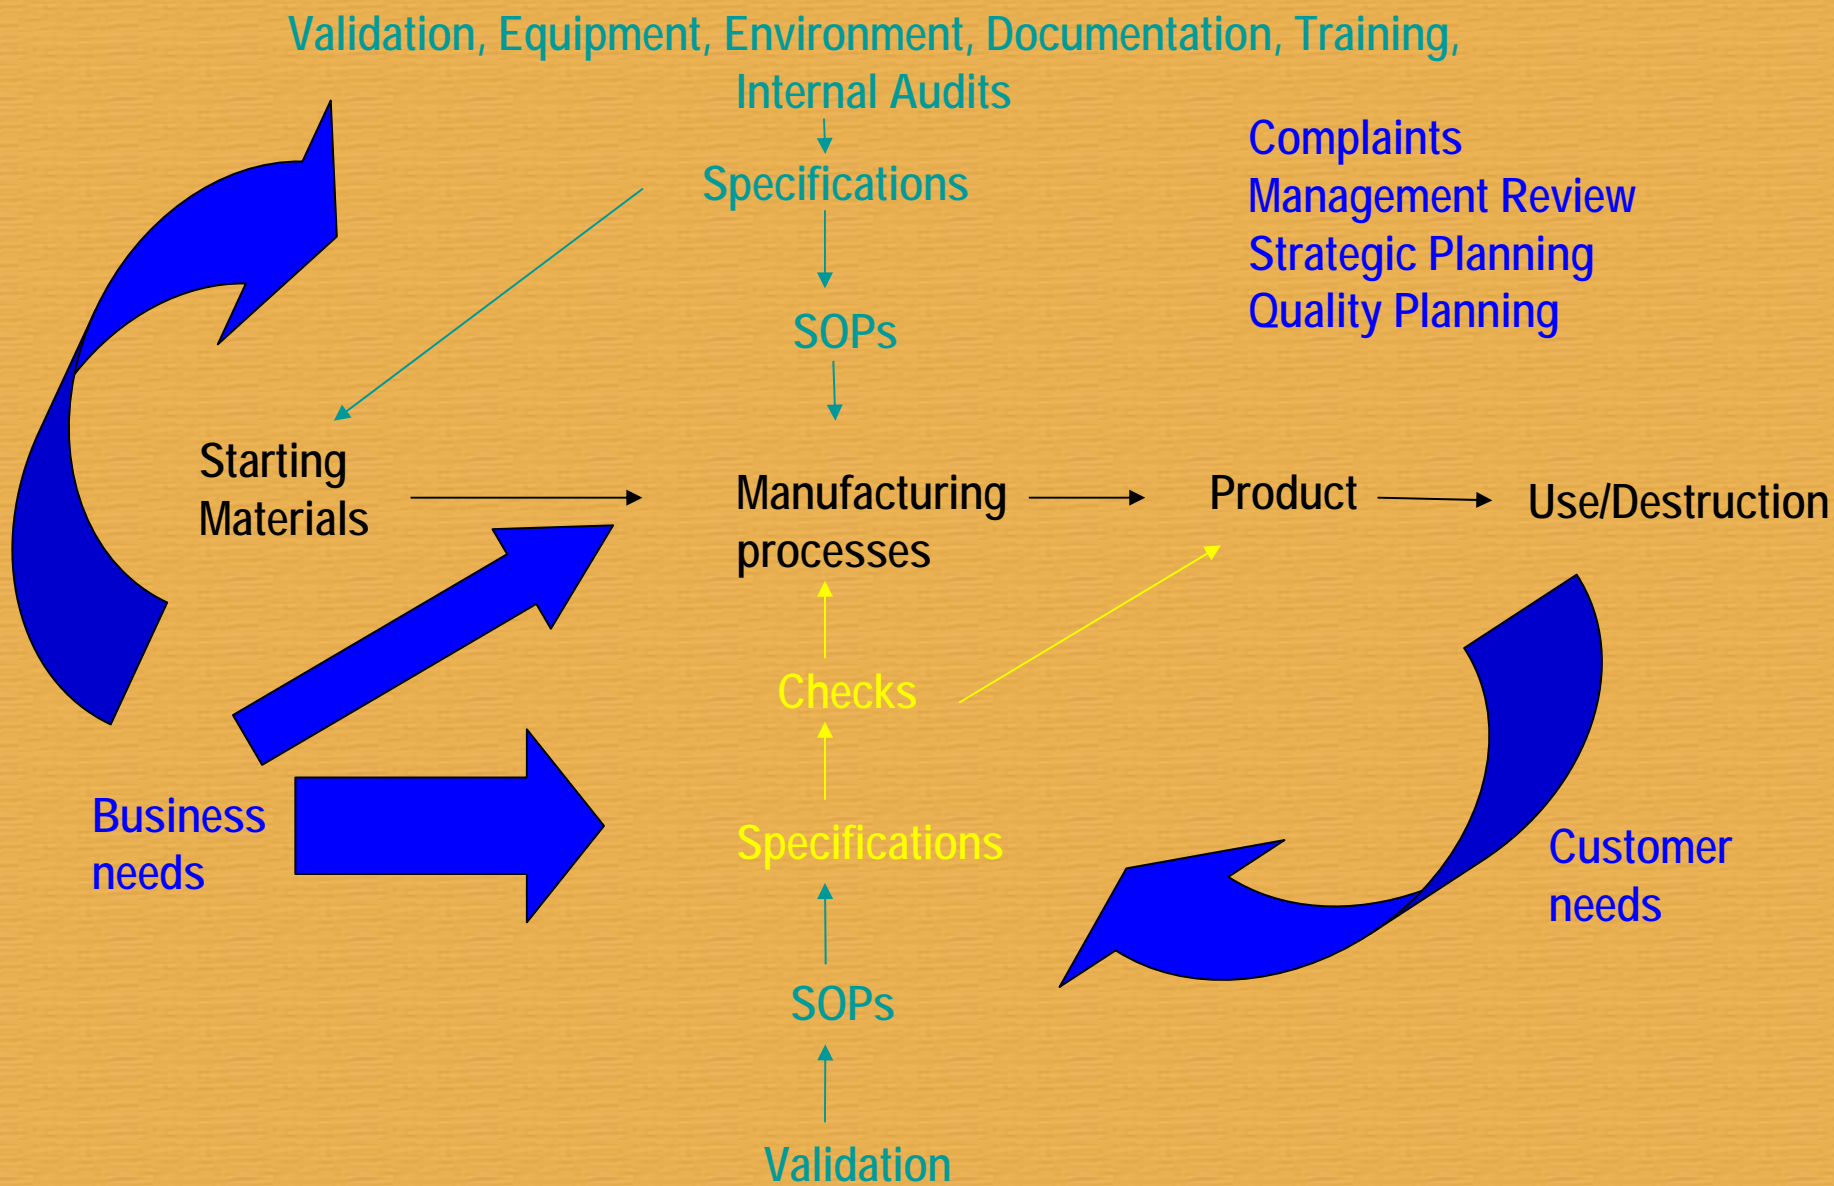 Validation, Equipment, Environment, Documentation, Training,
Internal Audits
Complaints
Management Review
Strategic Planning
Quality Planning
Specifications
SOPs
Starting
Materials
Manufacturing
processes
Product
Use/Destruction
Checks
Specifications
Business
needs
Customer
needs
SOPs
Validation